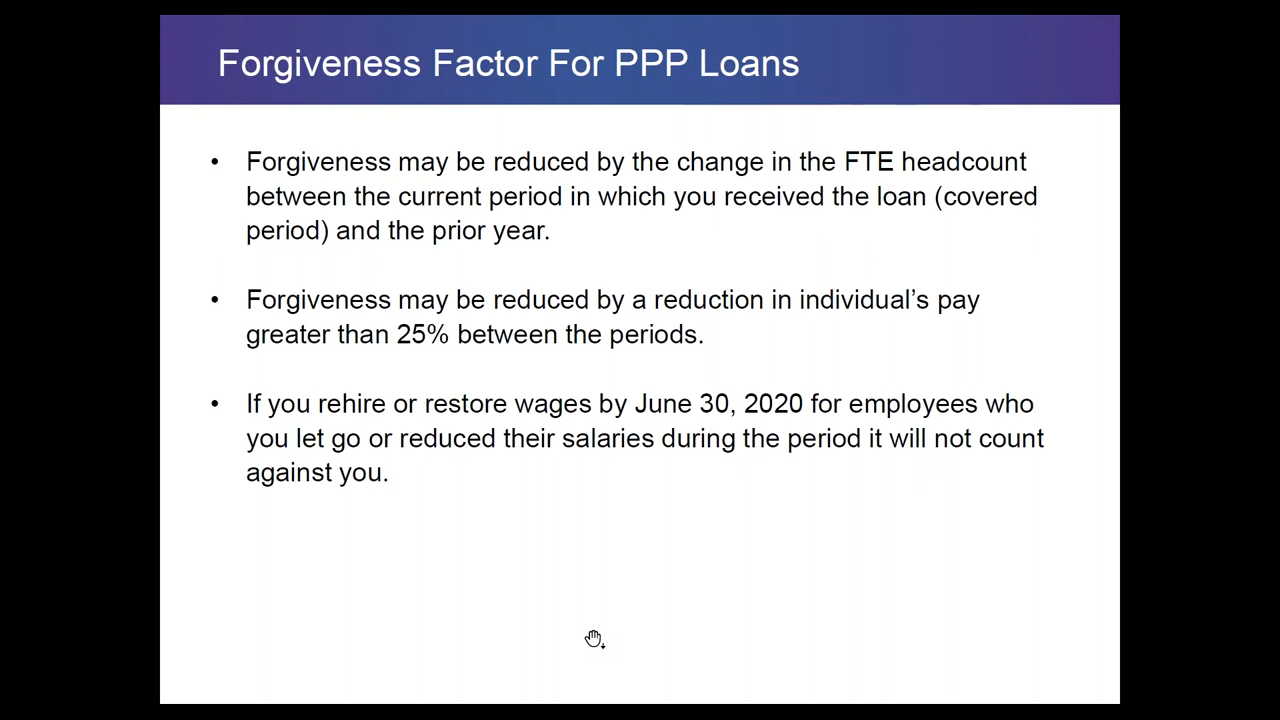 Forgiveness Factor For PPP Loans
• Forgiveness may be reduced by the change in the FTE headcount
between the current period in which you received the loan (covered
period) and the prior year.
• Forgiveness may be reduced by a reduction in individual’s pay
greater than 25% between the periods.
• If you rehire or restore wages by June 30, 2020 for employees who
you let go or reduced their salaries during the period it will not count
against you.